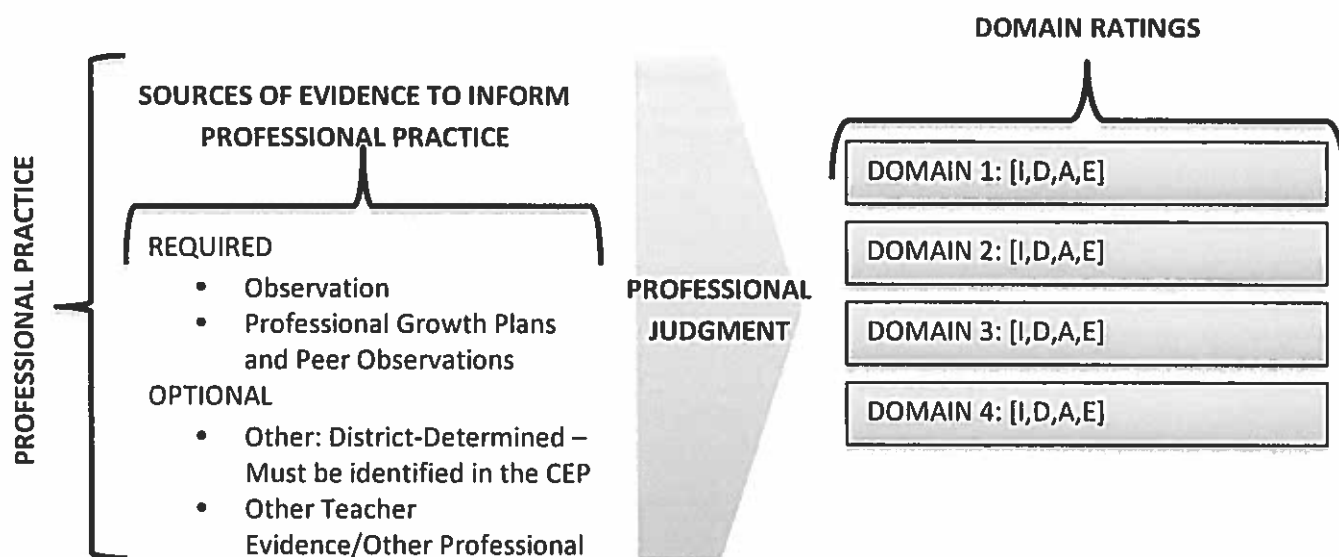 PROFESSIONAL PRACTICE
SOURCES OF EVIDENCE TO INFORM
PROFESSIONAL PRACTICE
REQUIRED
• Observation
• Professional Growth Plans
and Peer Observations
OPTIONAL
• Other: District-Determined –
Must be identified in the CEP
• Other Teacher
Evidence/Other Professional
PROFESSIONAL
JUDGMENT
DOMAIN RATINGS
DOMAIN 1: [I,D,A,E]
DOMAIN 2: [I,D,A,E]
DOMAIN 3: [I,D,A,E]
DOMAIN 4: [I,D,A,E]